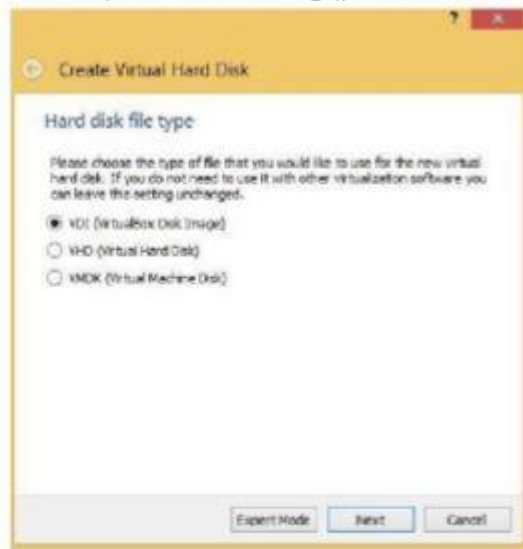 ?
Create Virtual Hard Disk
Hard disk file type
Please choose the type of file that you would like to use for the new virtual
hard disk. If you do not need to use it with other virtualization software you
can leave this setting unchanged.
VDI (VirtualBox Disk Image)
VHD (Virtual Hard Disk)
VMDK (Virtual Machine Disk)
Expert Mode Next Cancel